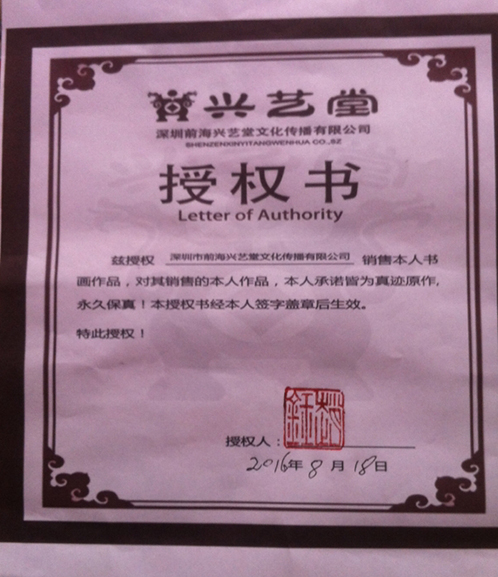 兴艺堂
深圳前海兴艺堂文化传播有限公司
SHENZENXINYITANGWENHUA CO.,SZ
授权书
Letter of Authority
兹授权 深圳市前海兴艺堂文化传播有限公司 销售本人书
画作品，对其销售的本人作品，本人承诺皆为真迹原作，
永久保真！本授权书经本人签字盖章后生效。
特此授权！
授权人：
2016年8月18日